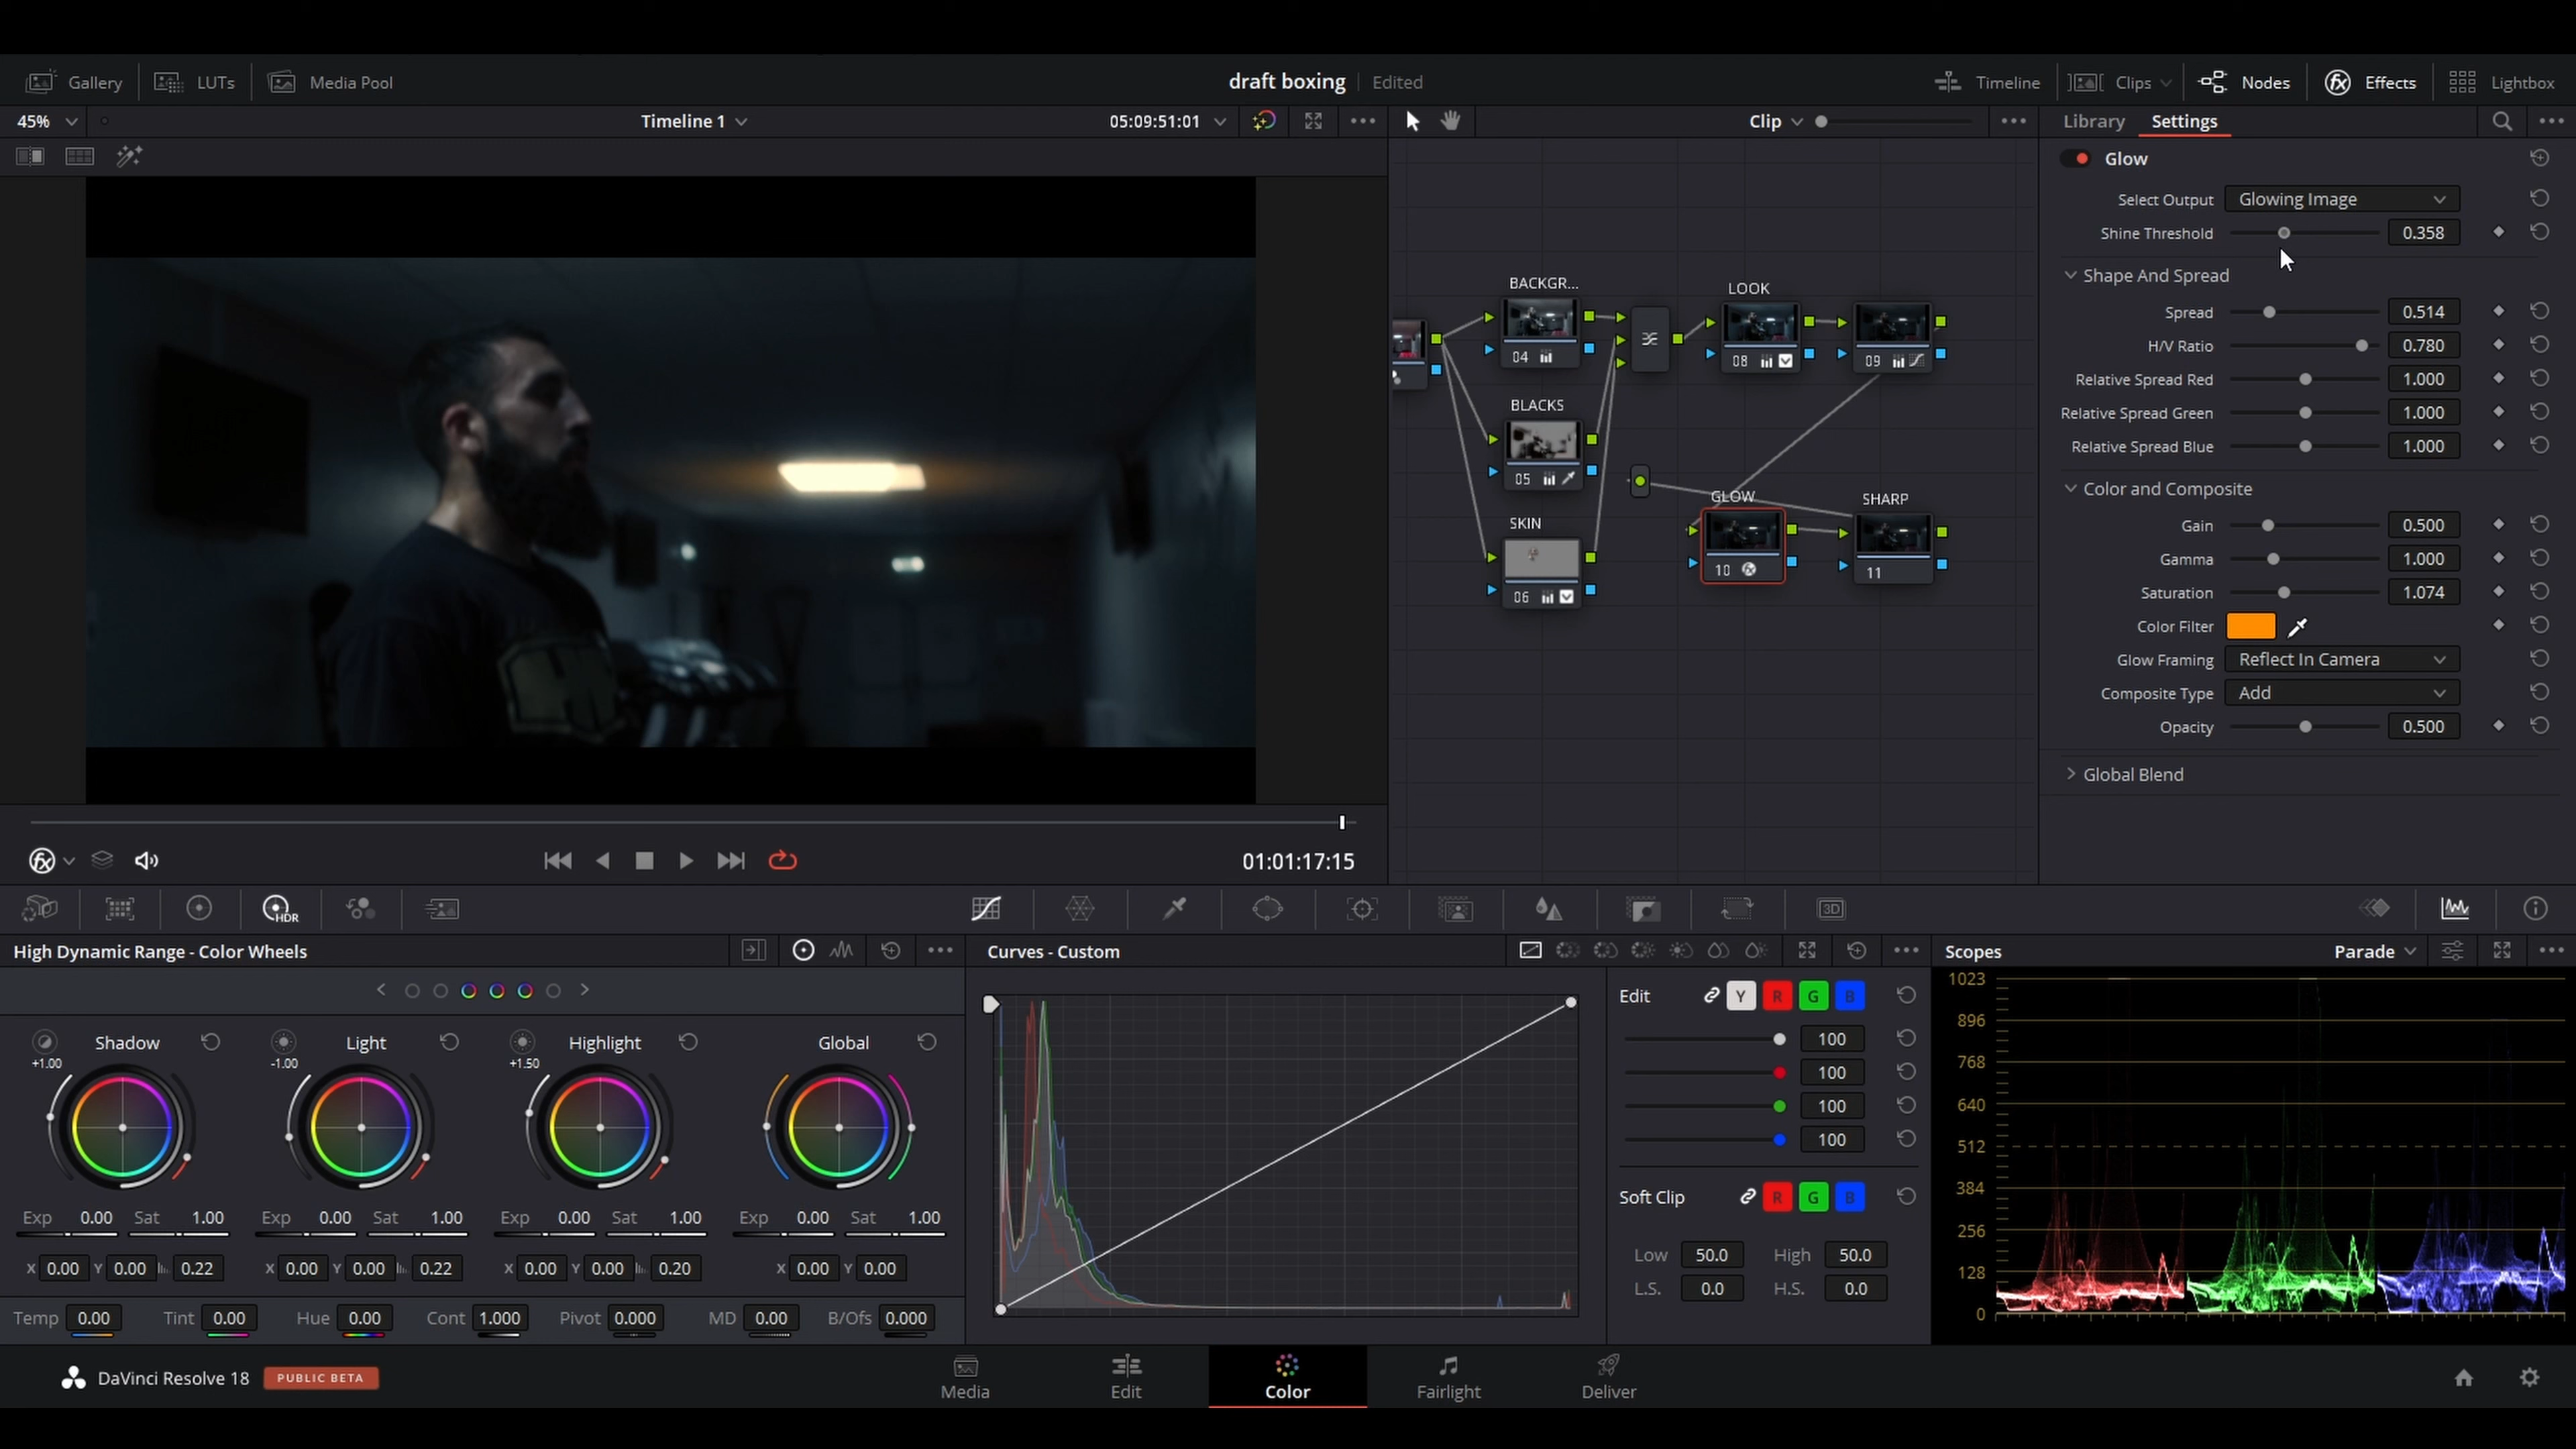 Gallery LUTs Media Pool draft boxing Edited Timeline Clips Nodes Effects Lightbox
45% Timeline 1 05:09:51:01 Clip Library Settings
Glow
Select Output Glowing Image
Shine Threshold 0.358
Shape And Spread
Spread 0.514
H/V Ratio 0.780
Relative Spread Red 1.000
Relative Spread Green 1.000
Relative Spread Blue 1.000
Color and Composite
Gain 0.500
Gamma 1.000
Saturation 1.074
Color Filter
Glow Framing Reflect In Camera
Composite Type Add
Opacity 0.500
Global Blend
BACKGR...
04
LOOK
08
09
BLACKS
05
SKIN
06
GLOW
10
SHARP
11
01:01:17:15
HDR
3D
High Dynamic Range - Color Wheels
Shadow Light Highlight Global
+1.00 -1.00 +1.50
Exp 0.00 Sat 1.00 Exp 0.00 Sat 1.00 Exp 0.00 Sat 1.00 Exp 0.00 Sat 1.00
X 0.00 Y 0.00 0.22 X 0.00 Y 0.00 0.22 X 0.00 Y 0.00 0.20 X 0.00 Y 0.00
Temp 0.00 Tint 0.00 Hue 0.00 Cont 1.000 Pivot 0.000 MD 0.00 B/Ofs 0.000
Curves - Custom
Edit Y R G B
100
100
100
100
Soft Clip R G B
Low 50.0 High 50.0
L.S. 0.0 H.S. 0.0
Scopes Parade
1023
896
768
640
512
384
256
128
0
DaVinci Resolve 18 PUBLIC BETA
Media Edit Color Fairlight Deliver